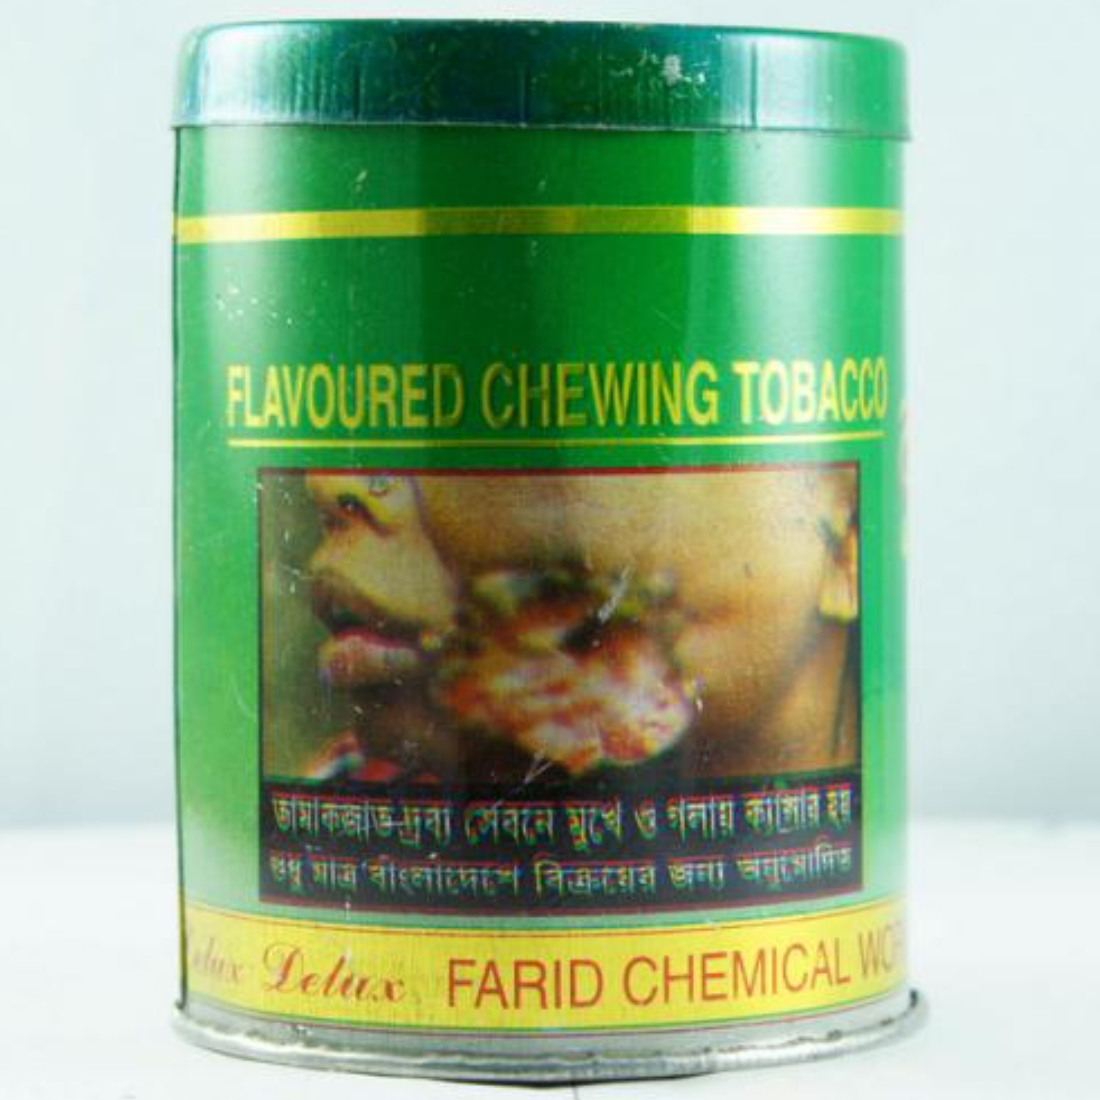 FLAVOURED CHEWING TOBACCO
তামাকজাত দ্রব্য সেবনে মুখে ও গলায় ক্যান্সার হয়
শুধু মাত্র বাংলাদেশে বিক্রয়ের জন্য অনুমোদিত
Delux FARID CHEMICAL